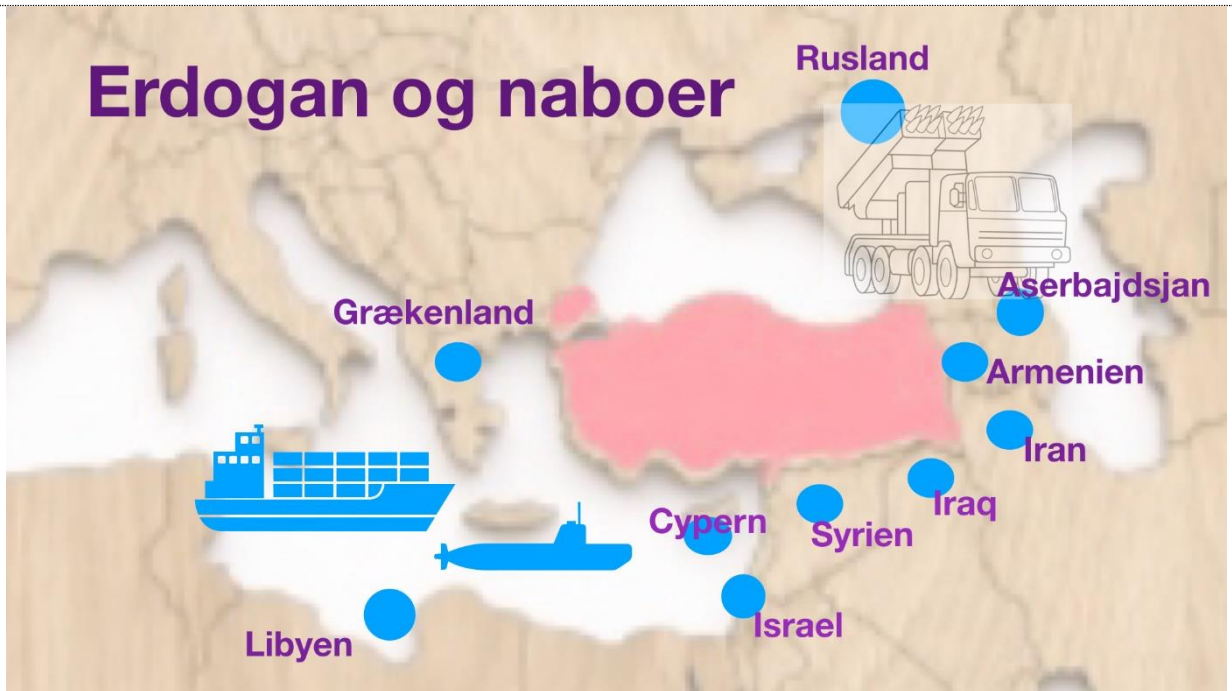 Erdogan og naboer
Rusland
Aserbajdsjan
Grækenland
Armenien
Iran
Iraq
Cypern
Syrien
Israel
Libyen